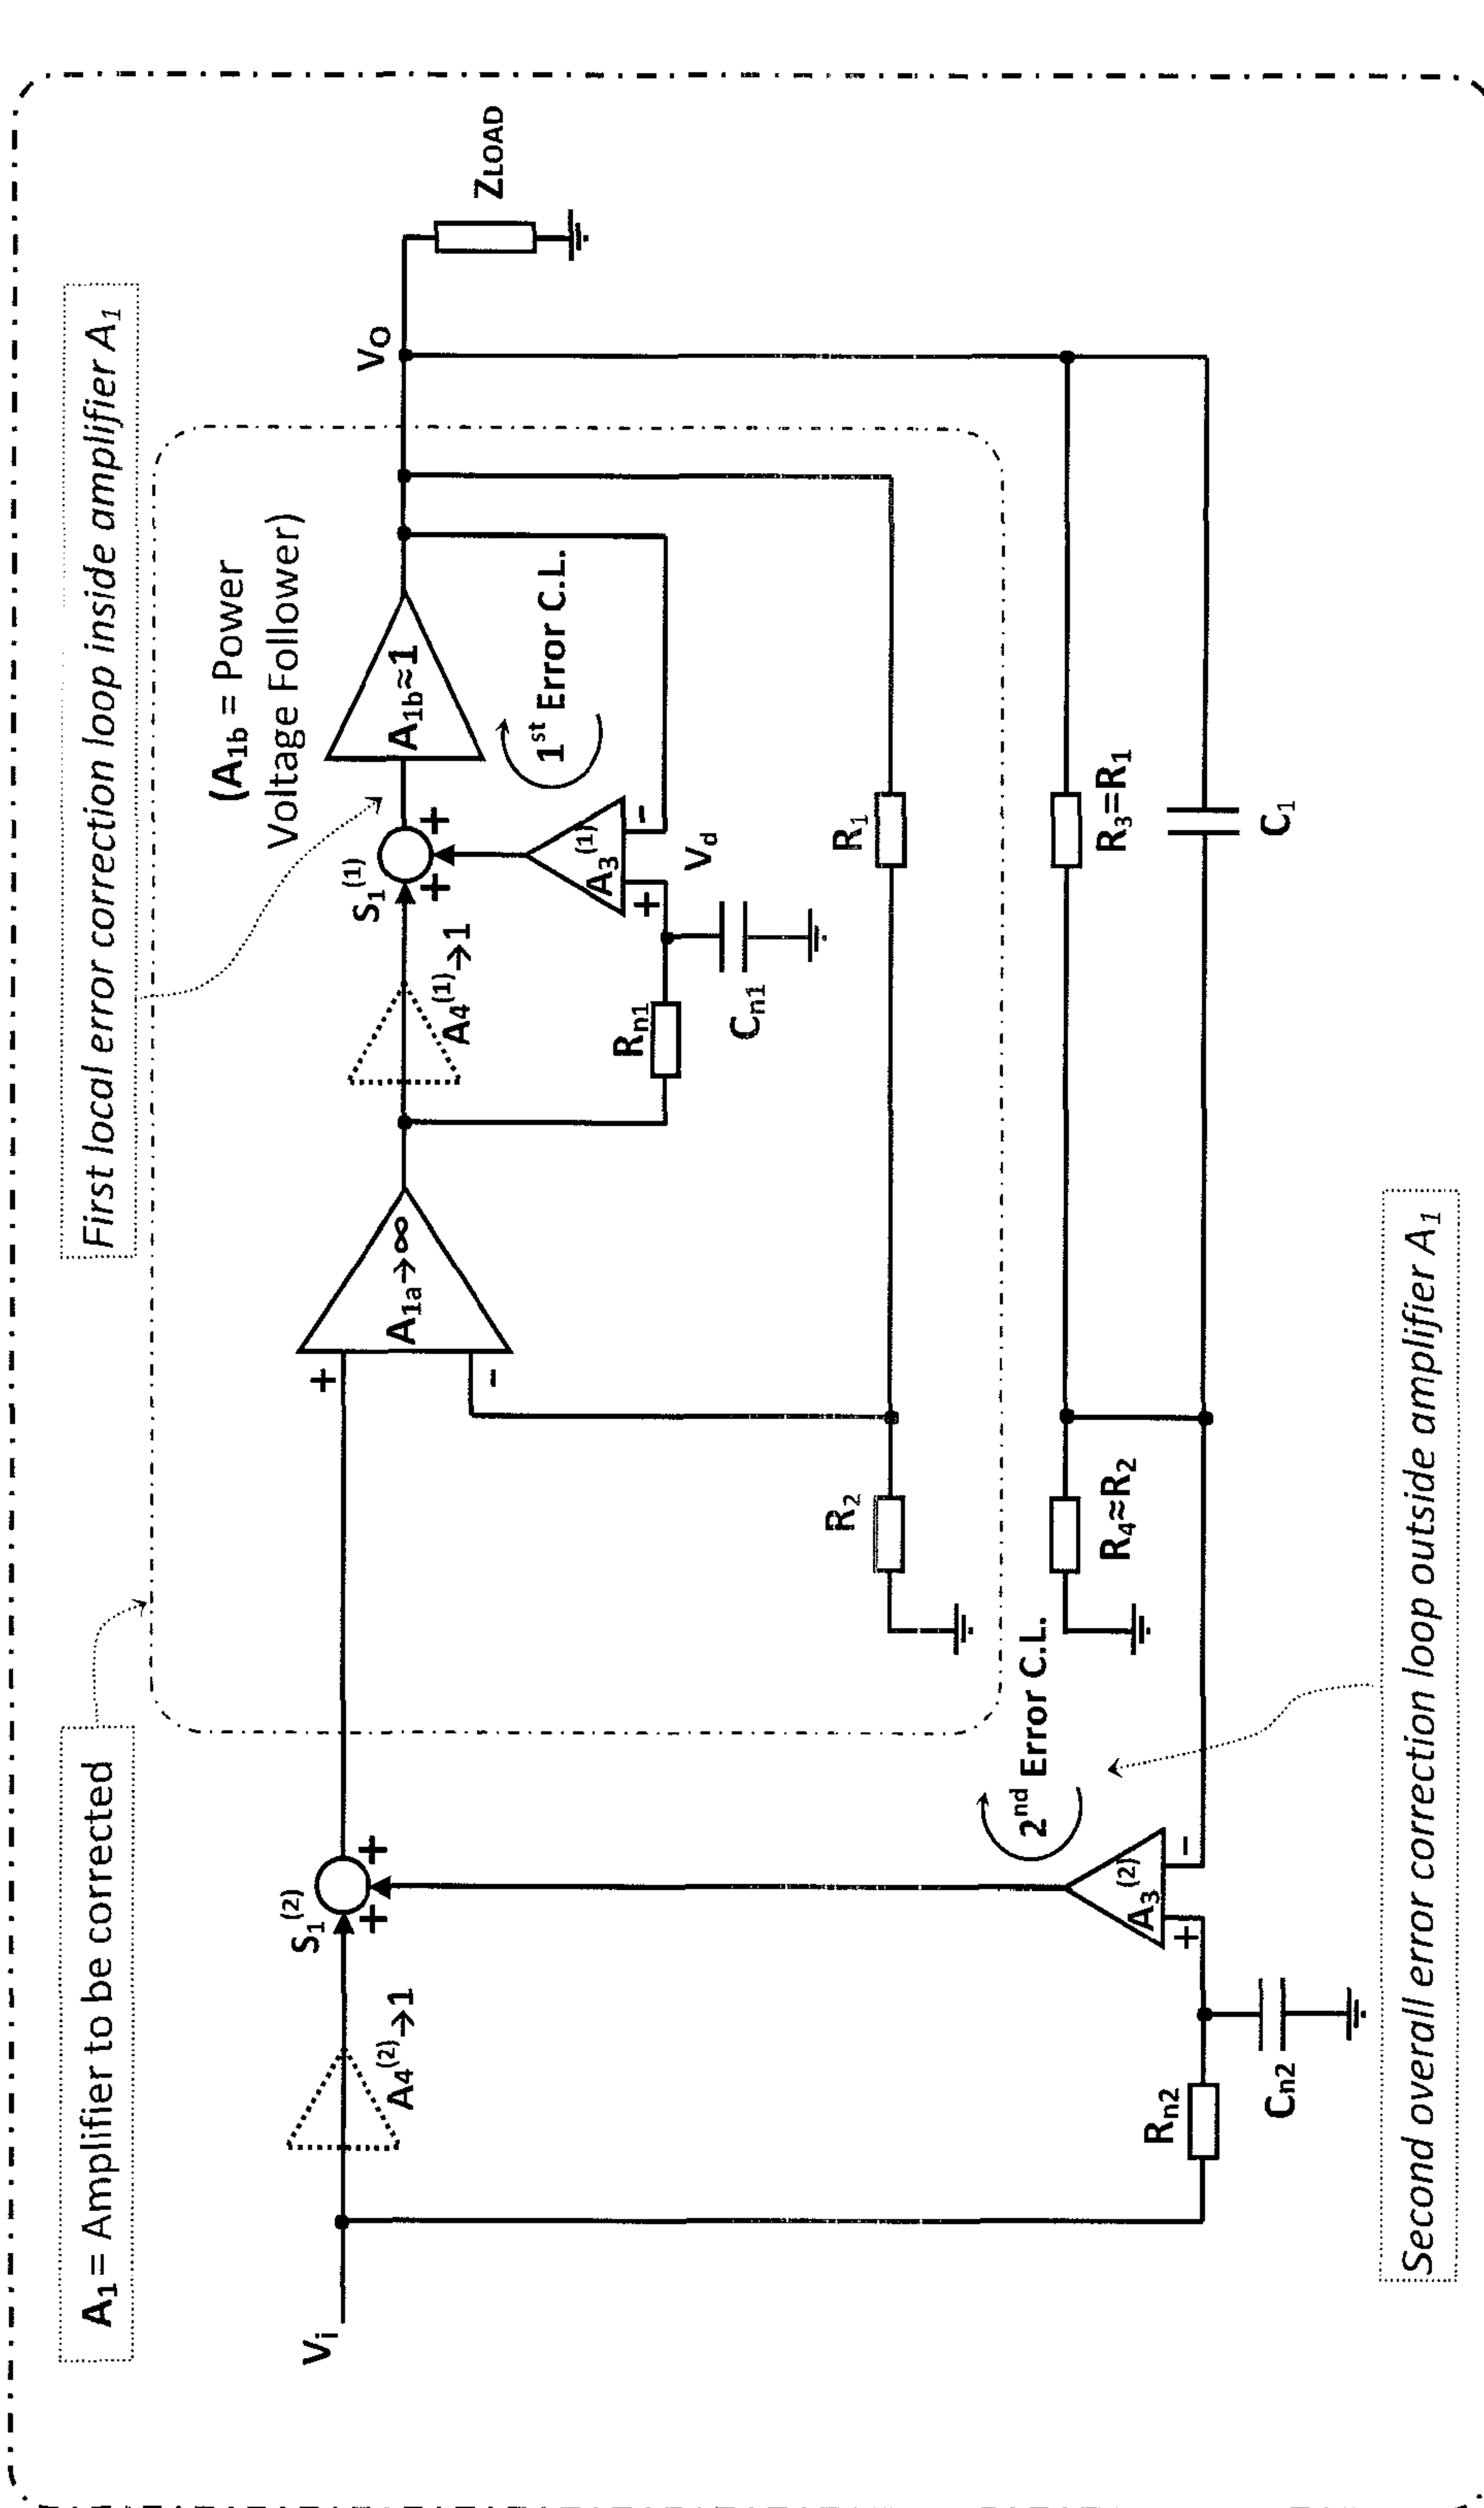 A₁= Amplifier to be corrected
First local error correction loop inside amplifier A₁
(A₁b = Power
Voltage Follower)
Vi
A₄⁽²⁾→1
S₁⁽²⁾
+
+
+
-
A₁ₐ→∞
A₄⁽¹⁾→1
S₁⁽¹⁾
+
+
A₁b≈1
Vo
ZLOAD
1st Error C.L.
A₃⁽¹⁾
+
-
Vd
Rn1
Cn1
R₂
R₁
2nd Error C.L.
R₄≈R₂
R₃=R₁
C₁
A₃⁽²⁾
+
-
Rn2
Cn2
Second overall error correction loop outside amplifier A₁